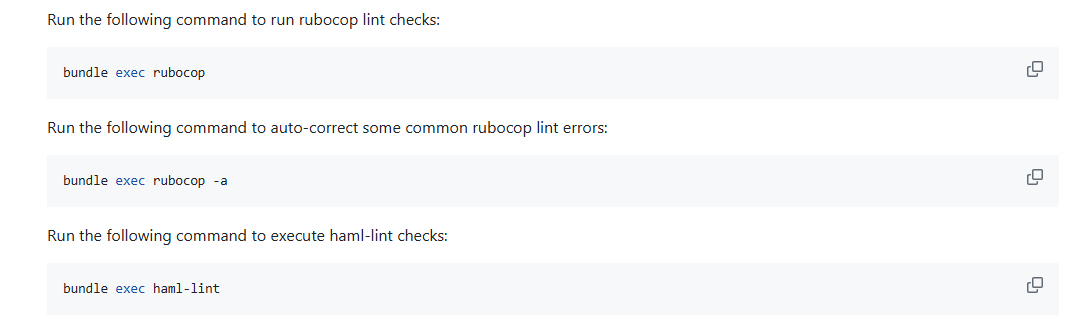 Run the following command to run rubocop lint checks:
bundle exec rubocop
Run the following command to auto-correct some common rubocop lint errors:
bundle exec rubocop -a
Run the following command to execute haml-lint checks:
bundle exec haml-lint